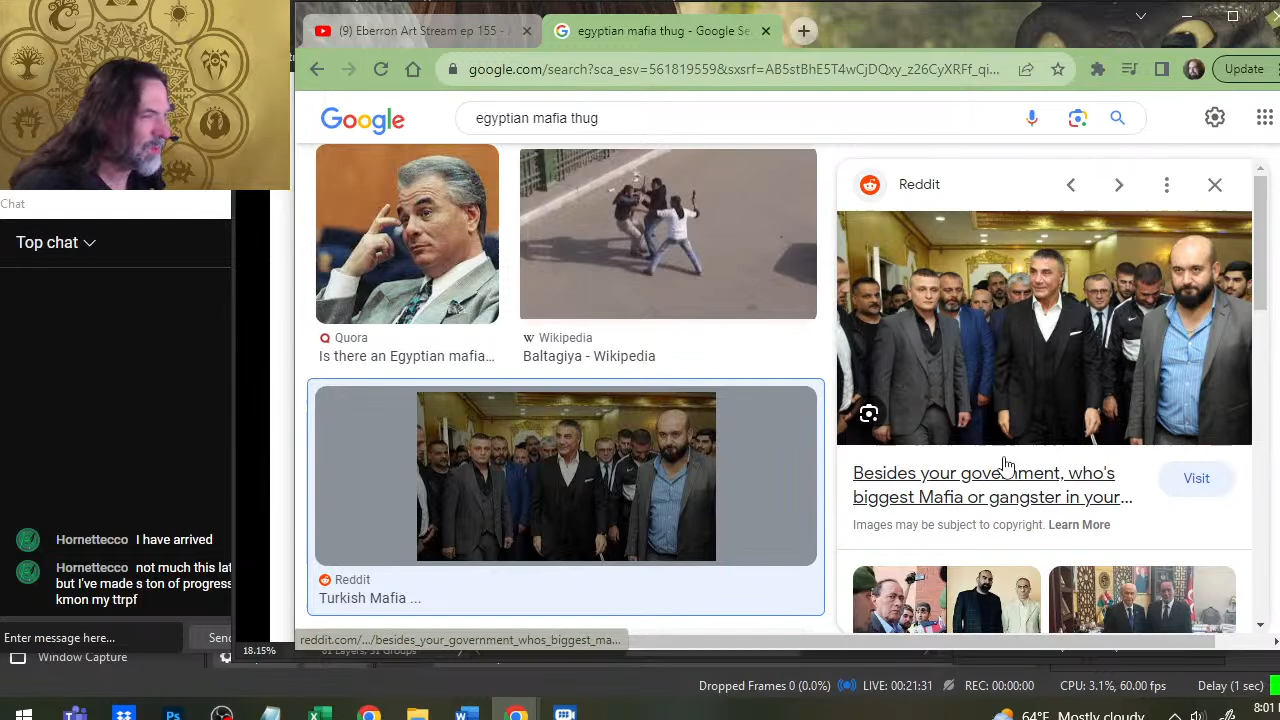 (9) Eberron Art Stream ep 155 -
egyptian mafia thug - Google Se
google.com/search?sca_esv=561819559&sxsrf=AB5stBhE5T4wCjDQxy_z26CyXRFf_qi...
Update
Google
egyptian mafia thug
Chat
Top chat
Reddit
Quora
Is there an Egyptian mafia...
Wikipedia
Baltagiya - Wikipedia
Besides your government, who's
biggest Mafia or gangster in your...
Visit
Images may be subject to copyright. Learn More
Hornettecco I have arrived
Hornettecco not much this lat
but I've made s ton of progress
kmon my ttrpf
Reddit
Turkish Mafia ...
Enter message here...
Sen
reddit.com/.../besides_your_government_whos_biggest_ma...
18.15%
Window Capture
Dropped Frames 0 (0.0%)
LIVE: 00:21:31
REC: 00:00:00
CPU: 3.1%, 60.00 fps
Delay (1 sec)
64°F Mostly cloudy
8:01